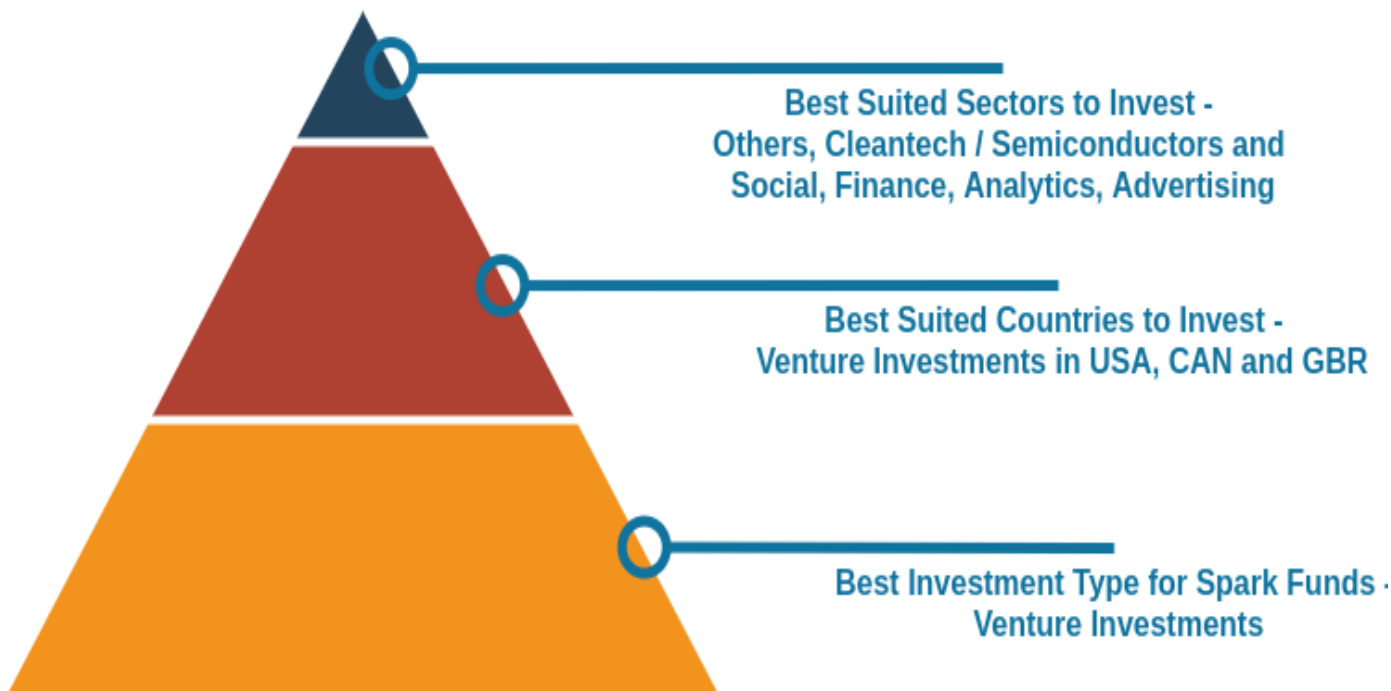 Best Suited Sectors to Invest -
Others, Cleantech / Semiconductors and
Social, Finance, Analytics, Advertising
Best Suited Countries to Invest -
Venture Investments in USA, CAN and GBR
Best Investment Type for Spark Funds -
Venture Investments